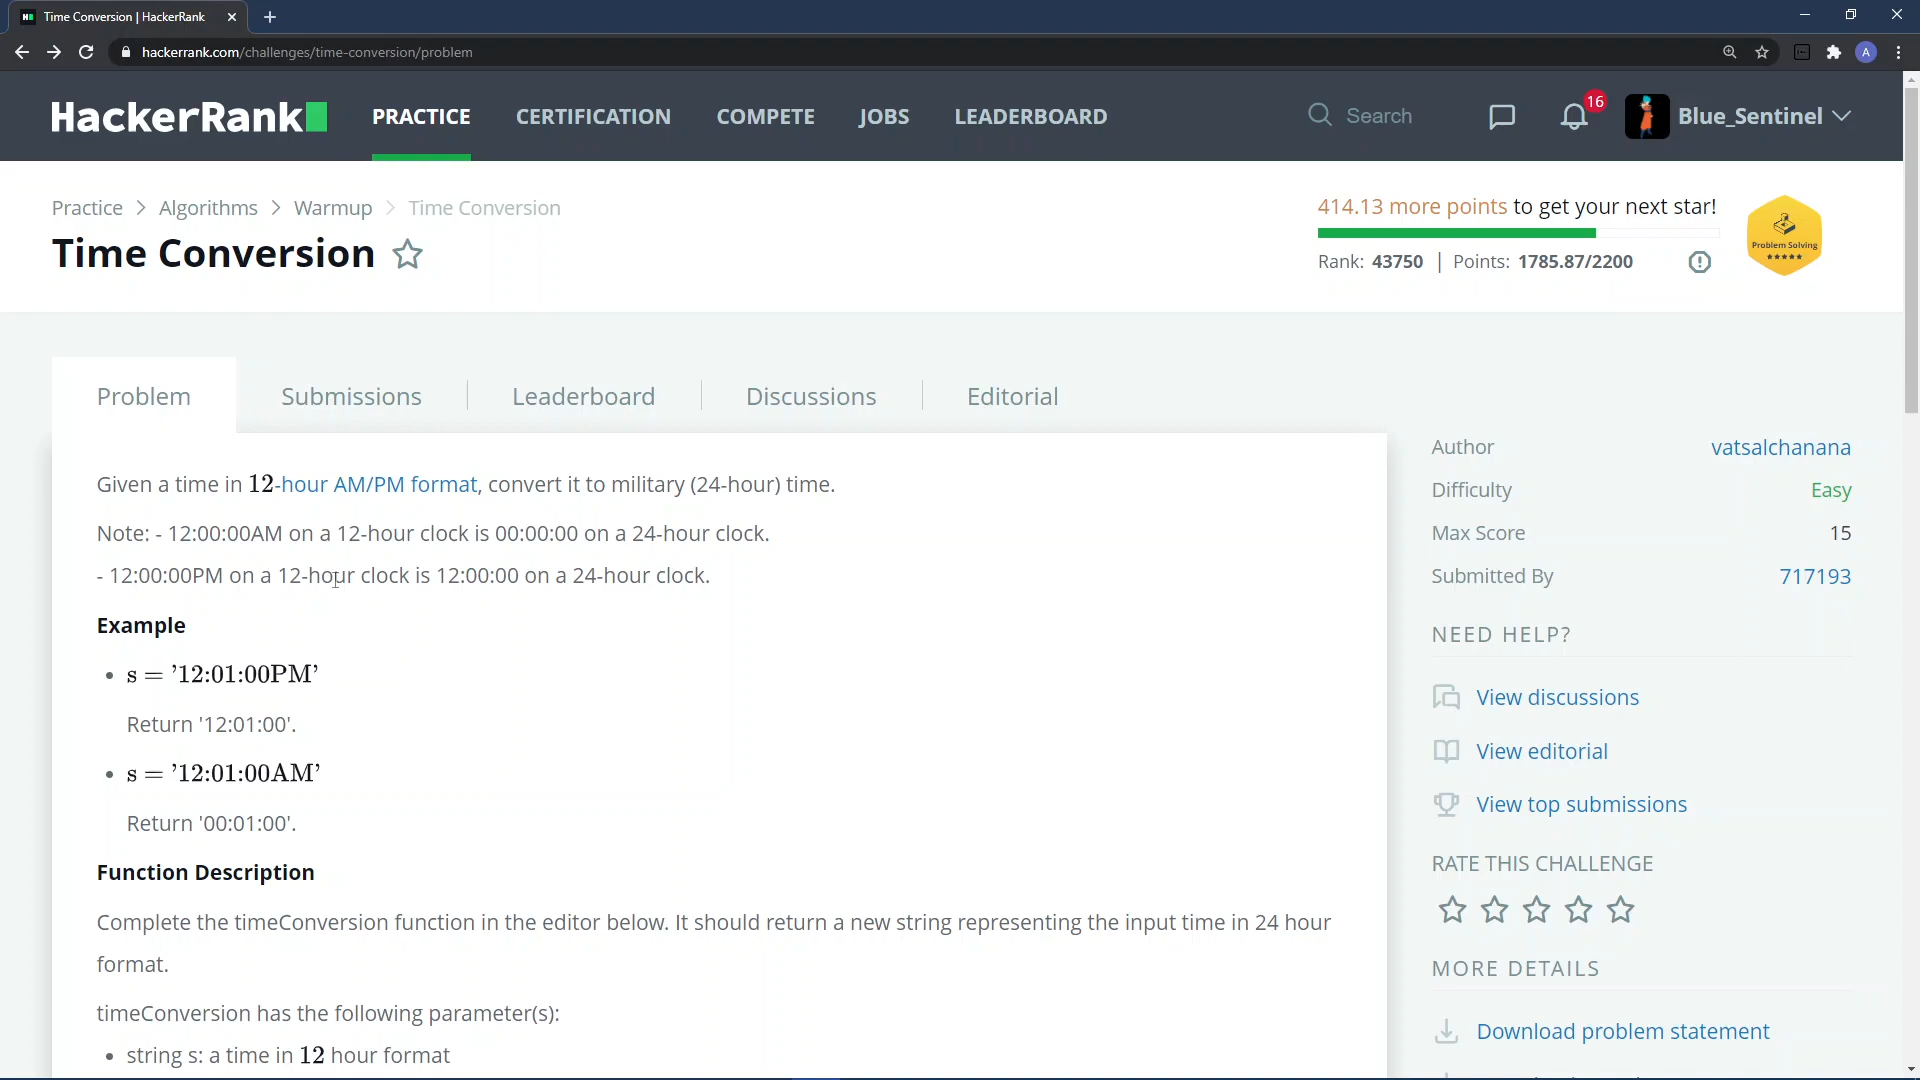 Time Conversion | HackerRank
hackerrank.com/challenges/time-conversion/problem
A
HackerRank
PRACTICE
CERTIFICATION
COMPETE
JOBS
LEADERBOARD
Search
16
Blue_Sentinel
Practice > Algorithms > Warmup > Time Conversion
Time Conversion
414.13 more points to get your next star!
Rank: 43750 | Points: 1785.87/2200
Problem Solving
Problem
Submissions
Leaderboard
Discussions
Editorial
Given a time in 12-hour AM/PM format, convert it to military (24-hour) time.
Note: - 12:00:00AM on a 12-hour clock is 00:00:00 on a 24-hour clock.
- 12:00:00PM on a 12-hour clock is 12:00:00 on a 24-hour clock.
Example
• s = ’12:01:00PM’
Return '12:01:00'.
• s = ’12:01:00AM’
Return '00:01:00'.
Function Description
Complete the timeConversion function in the editor below. It should return a new string representing the input time in 24 hour
format.
timeConversion has the following parameter(s):
• string s: a time in 12 hour format
Author vatsalchanana
Difficulty Easy
Max Score 15
Submitted By 717193
NEED HELP?
View discussions
View editorial
View top submissions
RATE THIS CHALLENGE
MORE DETAILS
Download problem statement